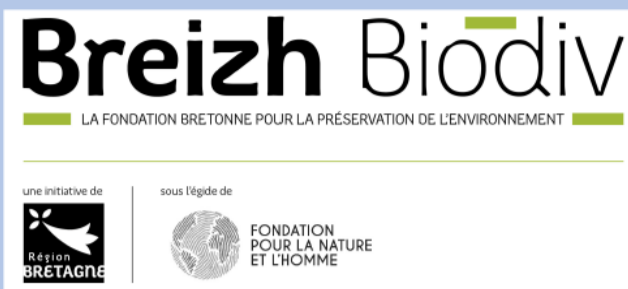 Breizh Biodiv
LA FONDATION BRETONNE POUR LA PRÉSERVATION DE L'ENVIRONNEMENT
une initiative de
Région
BRETAGNE
sous l'égide de
FONDATION
POUR LA NATURE
ET L'HOMME